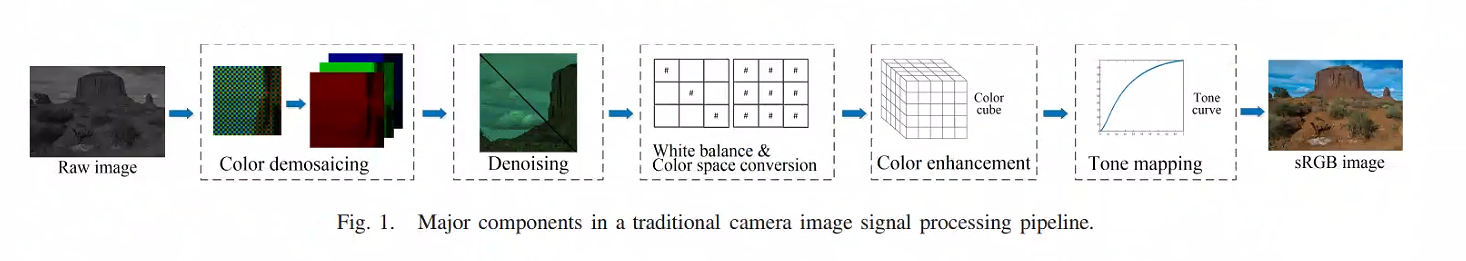 # # # #
# # # #
# # # #
Color
cube
Tone
curve
Raw image
Color demosaicing
Denoising
White balance &
Color space conversion
Color enhancement
Tone mapping
sRGB image
Fig. 1. Major components in a traditional camera image signal processing pipeline.